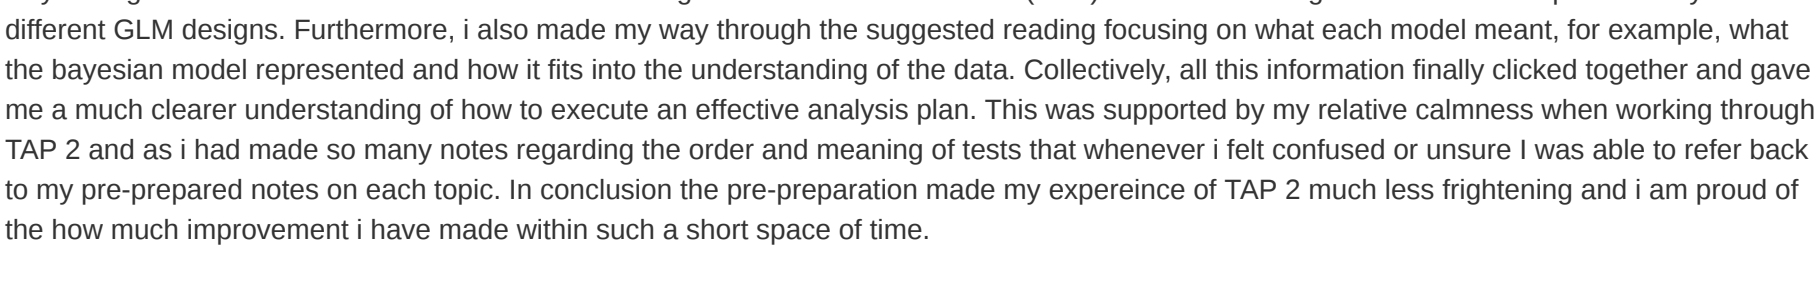 different GLM designs. Furthermore, i also made my way through the suggested reading focusing on what each model meant, for example, what
the bayesian model represented and how it fits into the understanding of the data. Collectively, all this information finally clicked together and gave
me a much clearer understanding of how to execute an effective analysis plan. This was supported by my relative calmness when working through
TAP 2 and as i had made so many notes regarding the order and meaning of tests that whenever i felt confused or unsure I was able to refer back
to my pre-prepared notes on each topic. In conclusion the pre-preparation made my expereince of TAP 2 much less frightening and i am proud of
the how much improvement i have made within such a short space of time.